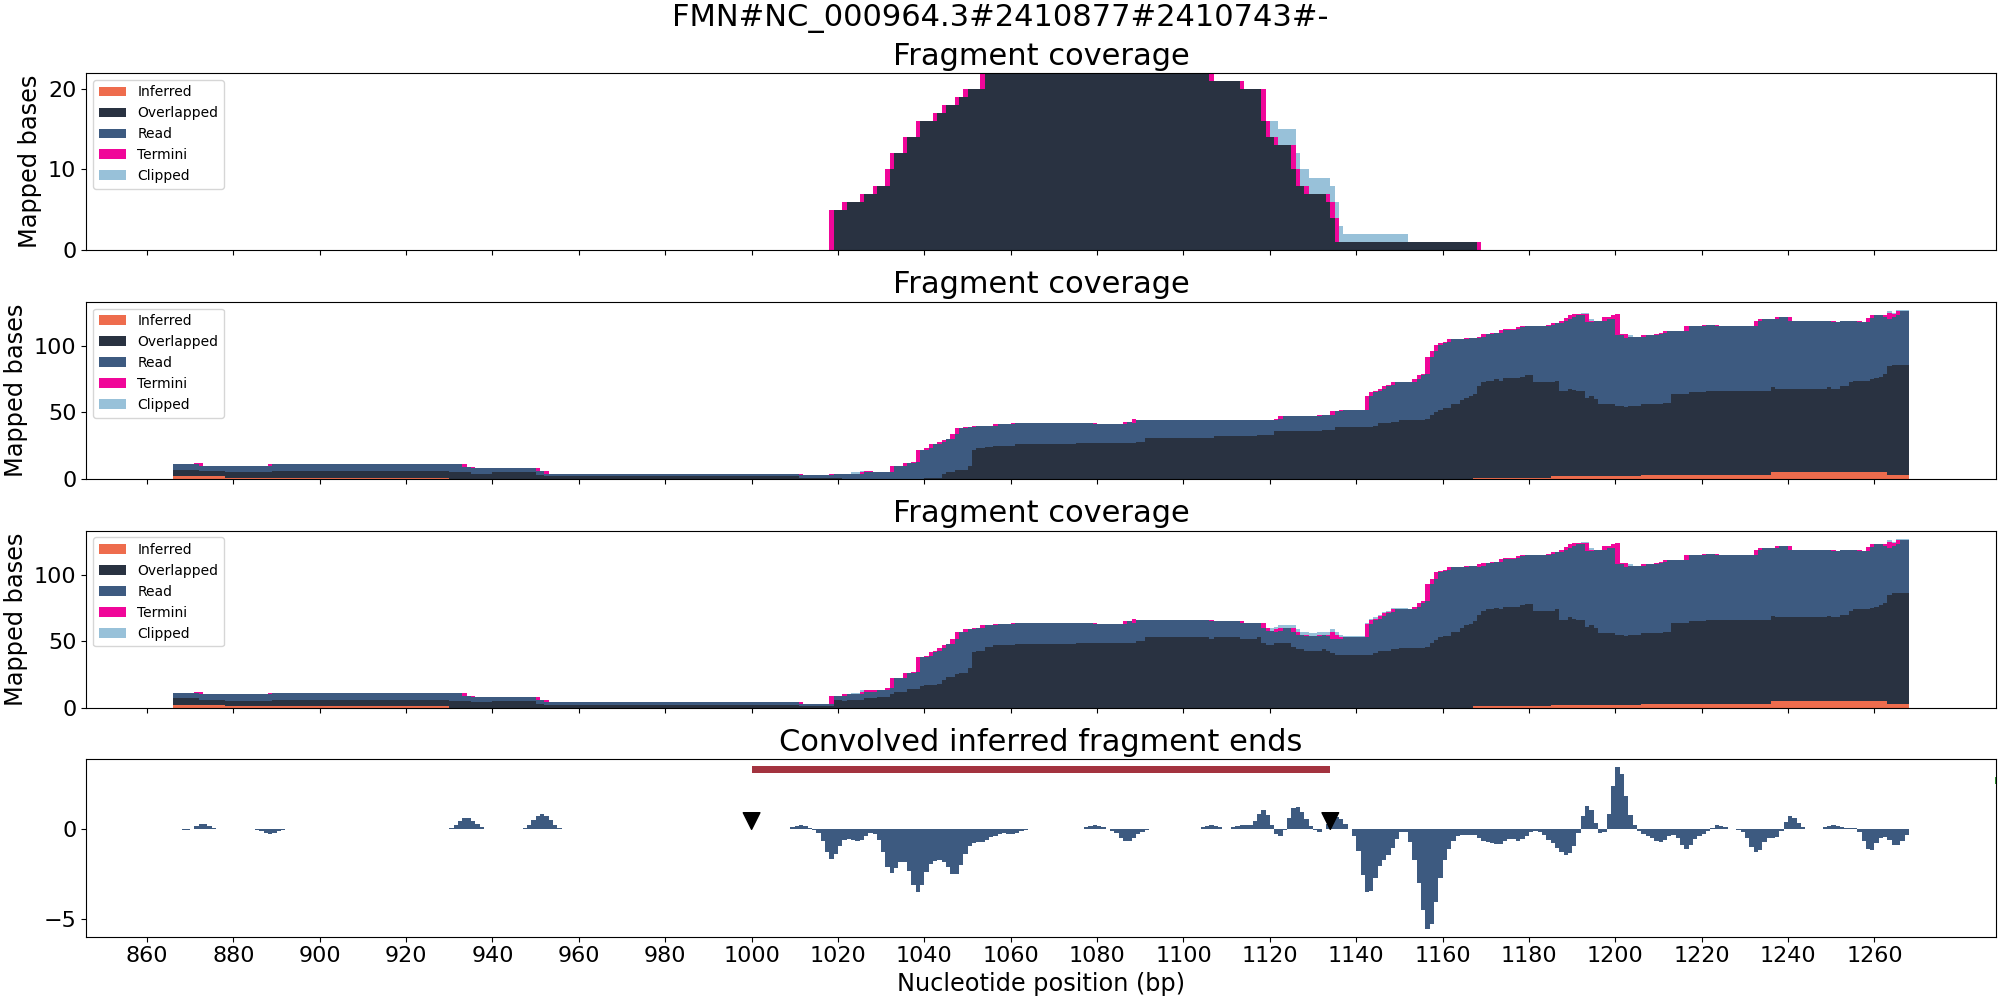 FMN#NC_000964.3#2410877#2410743#-
Fragment coverage
Mapped bases
20
10
0
Inferred
Overlapped
Read
Termini
Clipped
Fragment coverage
Mapped bases
100
50
0
Inferred
Overlapped
Read
Termini
Clipped
Fragment coverage
Mapped bases
100
50
0
Inferred
Overlapped
Read
Termini
Clipped
Convolved inferred fragment ends
0
−5
860 880 900 920 940 960 980 1000 1020 1040 1060 1080 1100 1120 1140 1160 1180 1200 1220 1240 1260
Nucleotide position (bp)